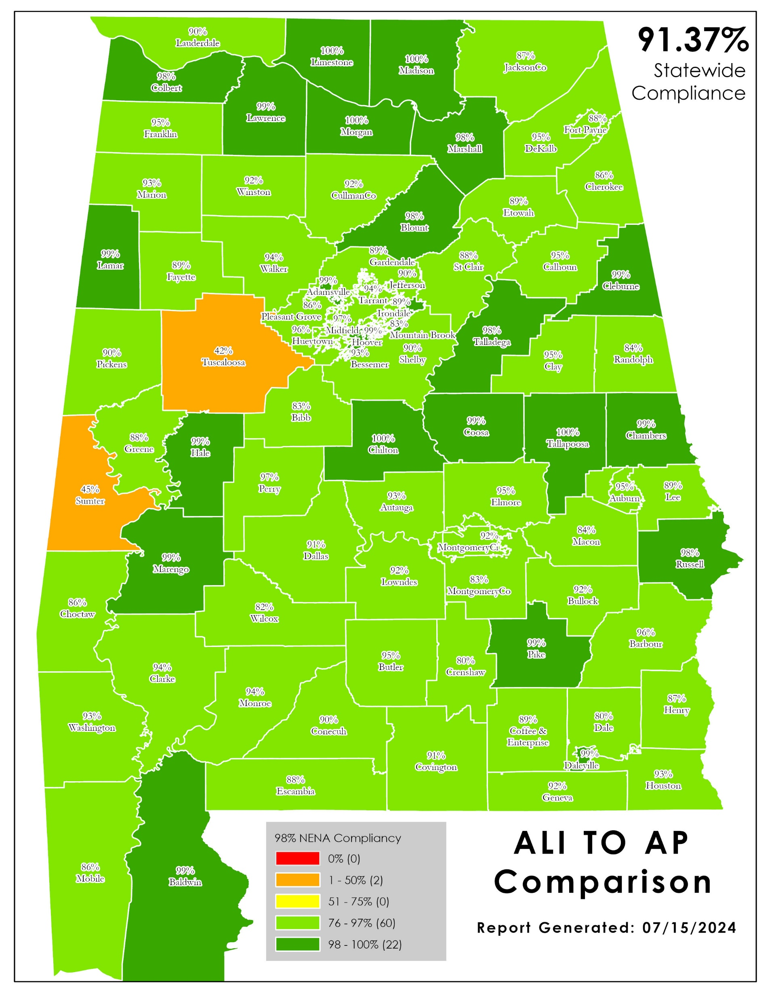 91.37%
Statewide
Compliance
90%
Lauderdale
100%
Limestone
100%
Madison
87%
JacksonCo
98%
Colbert
99%
Lawrence
100%
Morgan
95%
Franklin
98%
Marshall
95%
DeKalb
88%
Fort Payne
86%
Cherokee
93%
Marion
92%
Winston
92%
CullmanCo
98%
Blount
89%
Etowah
99%
Lamar
89%
Fayette
94%
Walker
89%
Gardendale
90%
Jefferson
88%
St Clair
95%
Calhoun
99%
Cleburne
99%
Adamsville
94%
Tarrant
86%
Pleasant Grove
89%
Irondale
97%
Midfield
83%
Mountain Brook
96%
Hueytown
99%
Hoover
93%
Bessemer
90%
Shelby
98%
Talladega
95%
Clay
84%
Randolph
90%
Pickens
42%
Tuscaloosa
83%
Bibb
88%
Greene
99%
Hale
100%
Chilton
99%
Coosa
100%
Tallapoosa
99%
Chambers
45%
Sumter
97%
Perry
93%
Autauga
95%
Elmore
95%
Auburn
89%
Lee
92%
MontgomeryCi
84%
Macon
98%
Russell
99%
Marengo
91%
Dallas
92%
Lowndes
83%
MontgomeryCo
92%
Bullock
86%
Choctaw
82%
Wilcox
96%
Barbour
99%
Pike
95%
Butler
80%
Crenshaw
94%
Clarke
94%
Monroe
93%
Washington
90%
Conecuh
89%
Coffee &
Enterprise
80%
Dale
87%
Henry
99%
Daleville
91%
Covington
88%
Escambia
92%
Geneva
93%
Houston
86%
Mobile
99%
Baldwin
98% NENA Compliancy
0% (0)
1 - 50% (2)
51 - 75% (0)
76 - 97% (60)
98 - 100% (22)
ALI TO AP
Comparison
Report Generated: 07/15/2024